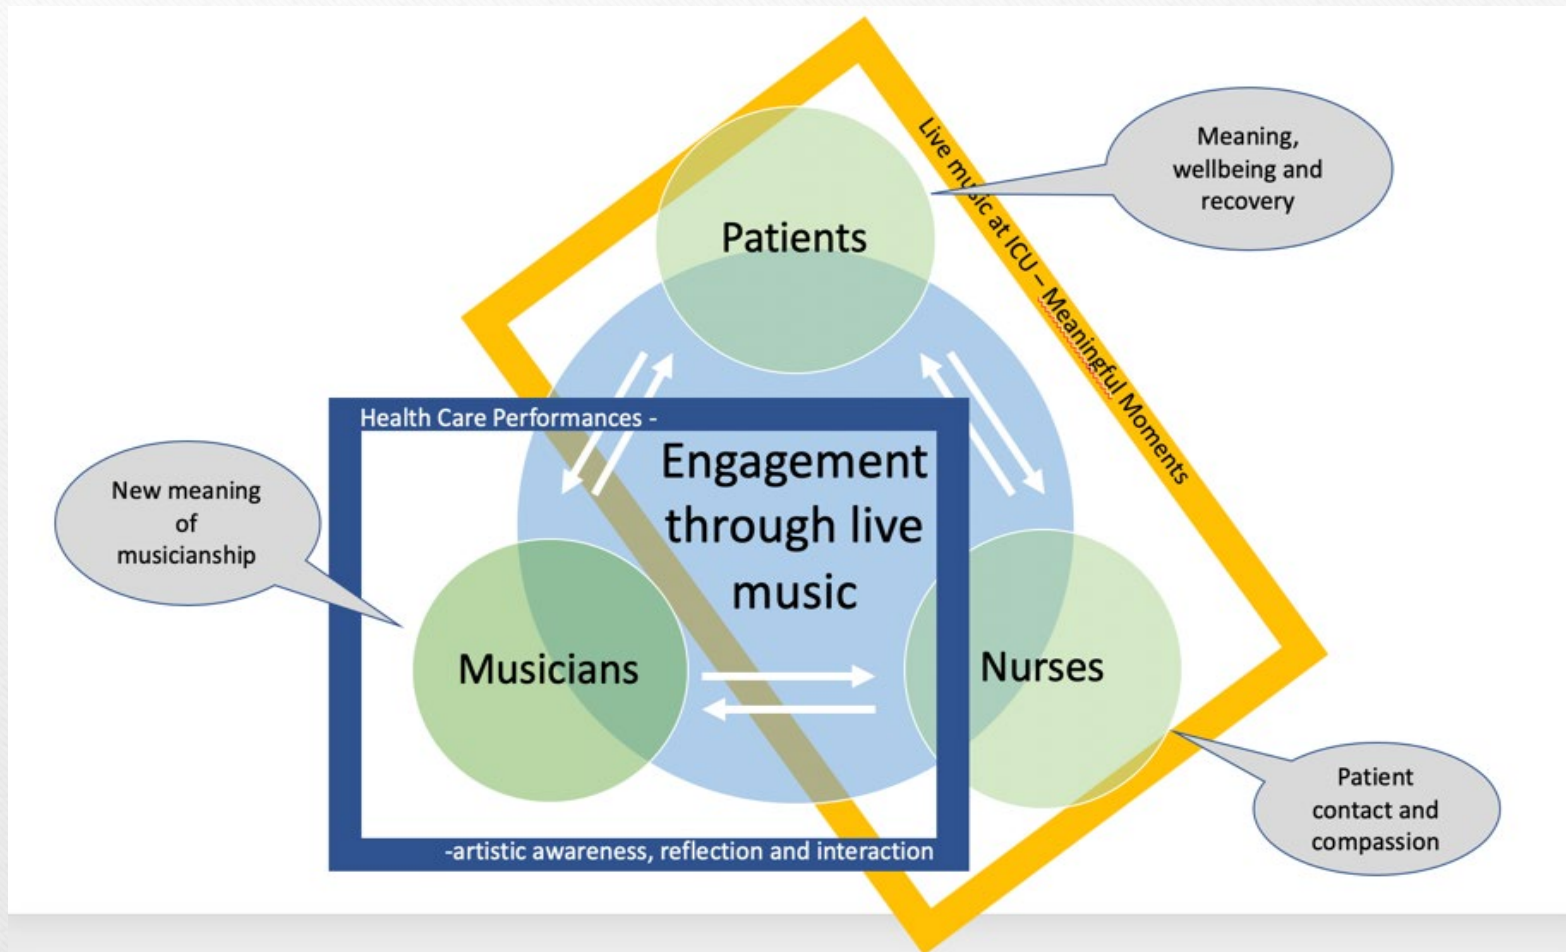 Meaning,
wellbeing and
recovery
Live music at ICU – Meaningful Moments
Patients
Health Care Performances -
Engagement
through live
music
New meaning
of
musicianship
Musicians
Nurses
Patient
contact and
compassion
-artistic awareness, reflection and interaction